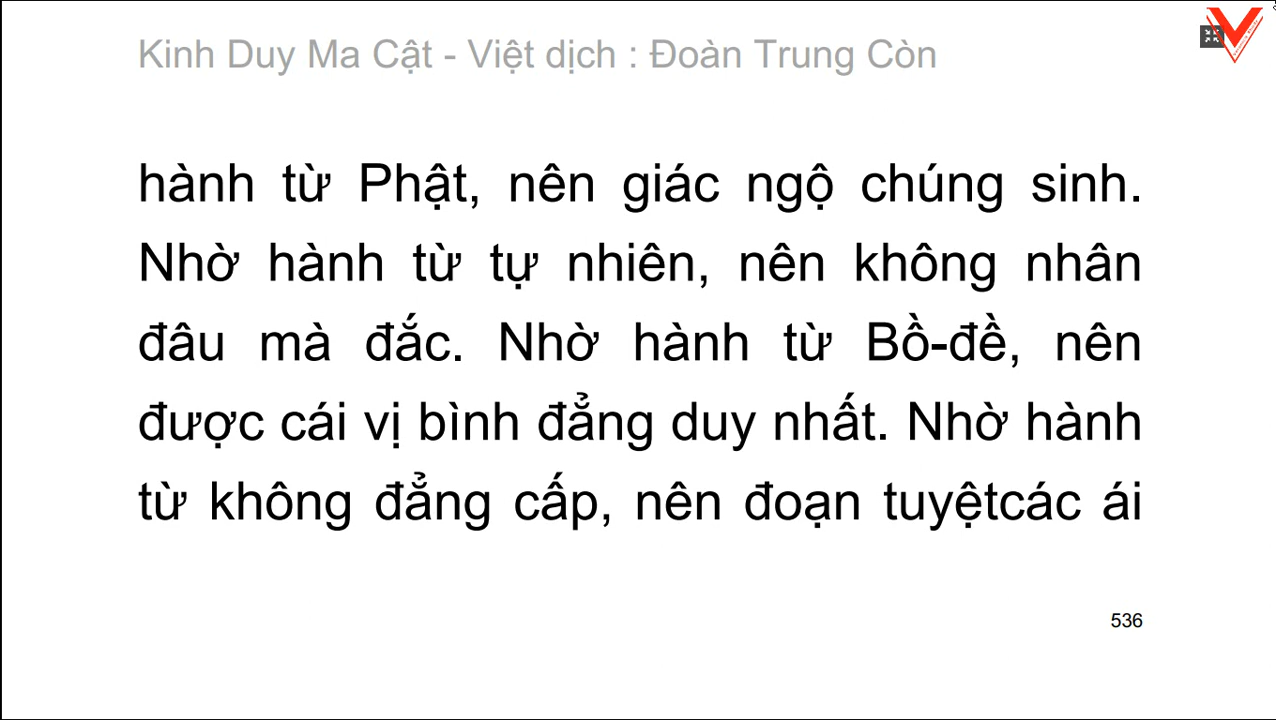 Kinh Duy Ma Cật - Việt dịch : Đoàn Trung Còn
hành từ Phật, nên giác ngộ chúng sinh.
Nhờ hành từ tự nhiên, nên không nhân
đâu mà đắc. Nhờ hành từ Bồ-đề, nên
được cái vị bình đẳng duy nhất. Nhờ hành
từ không đẳng cấp, nên đoạn tuyệtcác ái
536